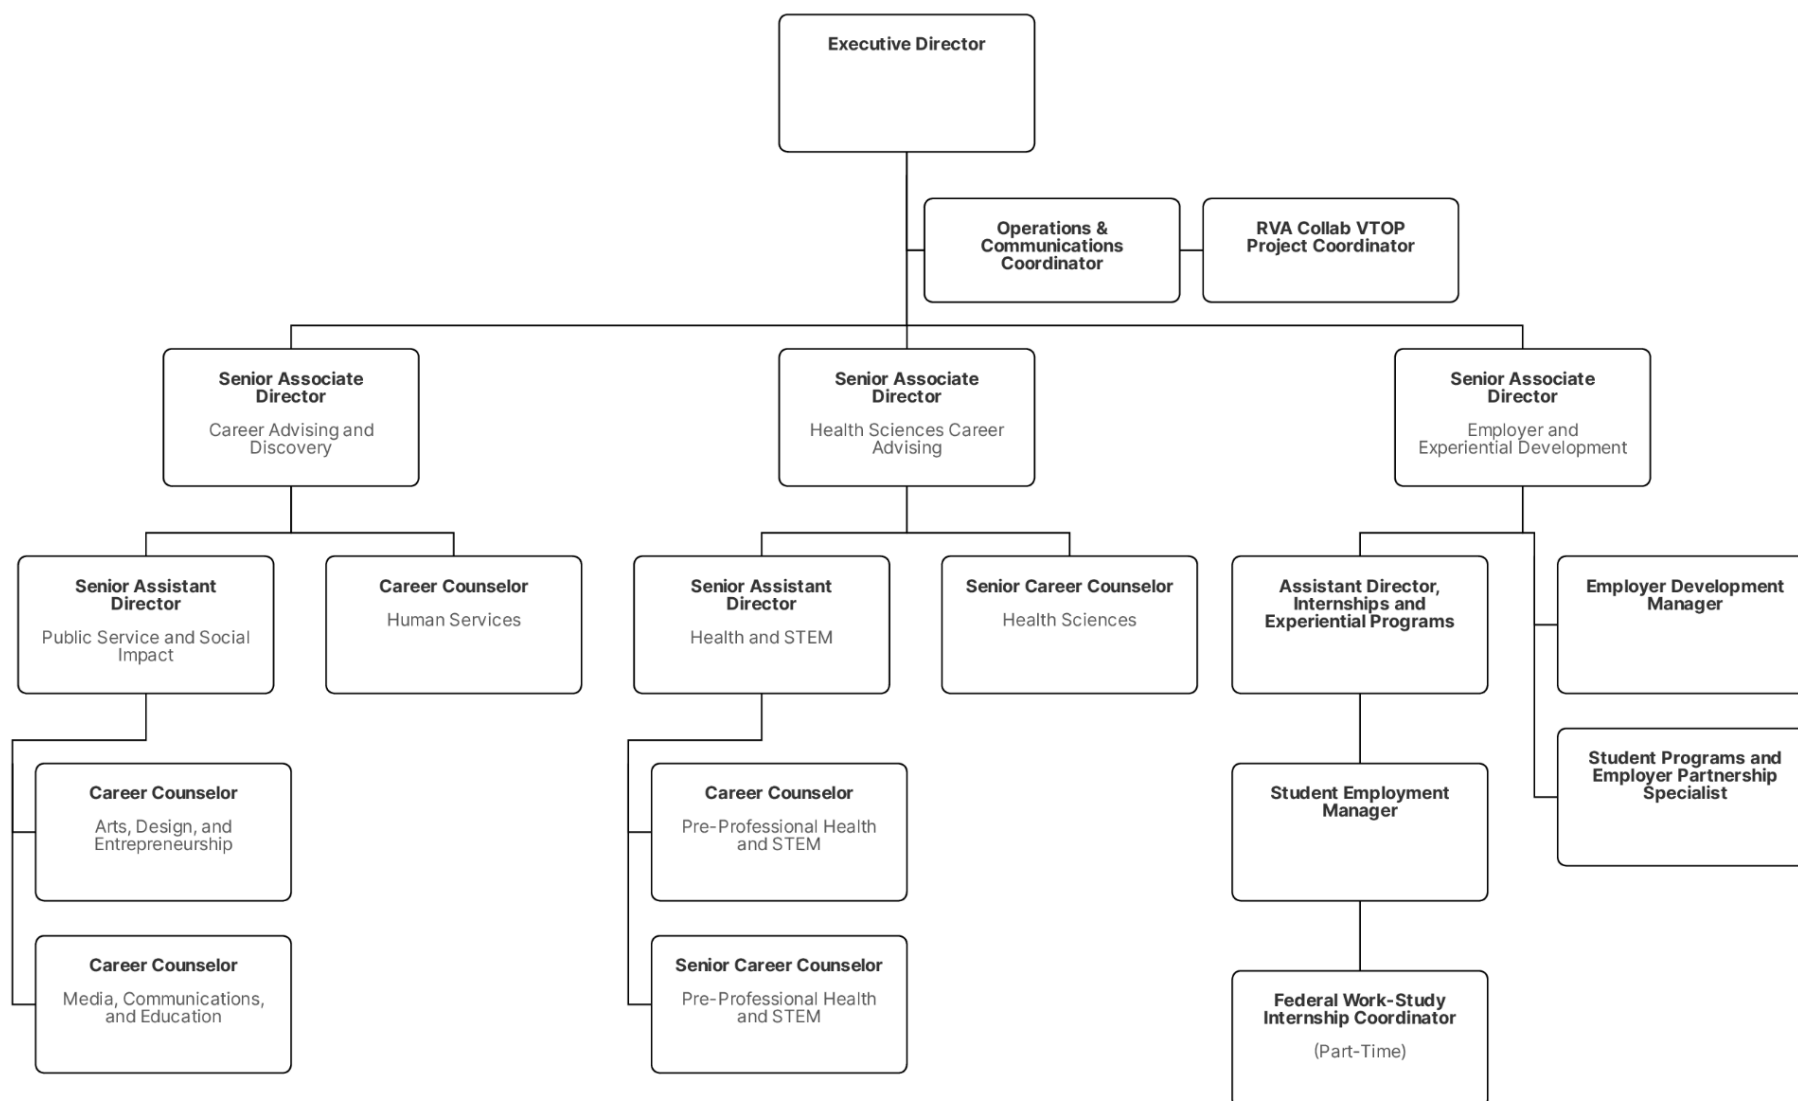 Executive Director
Operations &
Communications
Coordinator
RVA Collab VTOP
Project Coordinator
Senior Associate
Director
Career Advising and
Discovery
Senior Associate
Director
Health Sciences Career
Advising
Senior Associate
Director
Employer and
Experiential Development
Senior Assistant
Director
Public Service and Social
Impact
Career Counselor
Human Services
Senior Assistant
Director
Health and STEM
Senior Career Counselor
Health Sciences
Assistant Director,
Internships and
Experiential Programs
Employer Development
Manager
Career Counselor
Arts, Design, and
Entrepreneurship
Career Counselor
Pre-Professional Health
and STEM
Student Employment
Manager
Student Programs and
Employer Partnership
Specialist
Career Counselor
Media, Communications,
and Education
Senior Career Counselor
Pre-Professional Health
and STEM
Federal Work-Study
Internship Coordinator
(Part-Time)